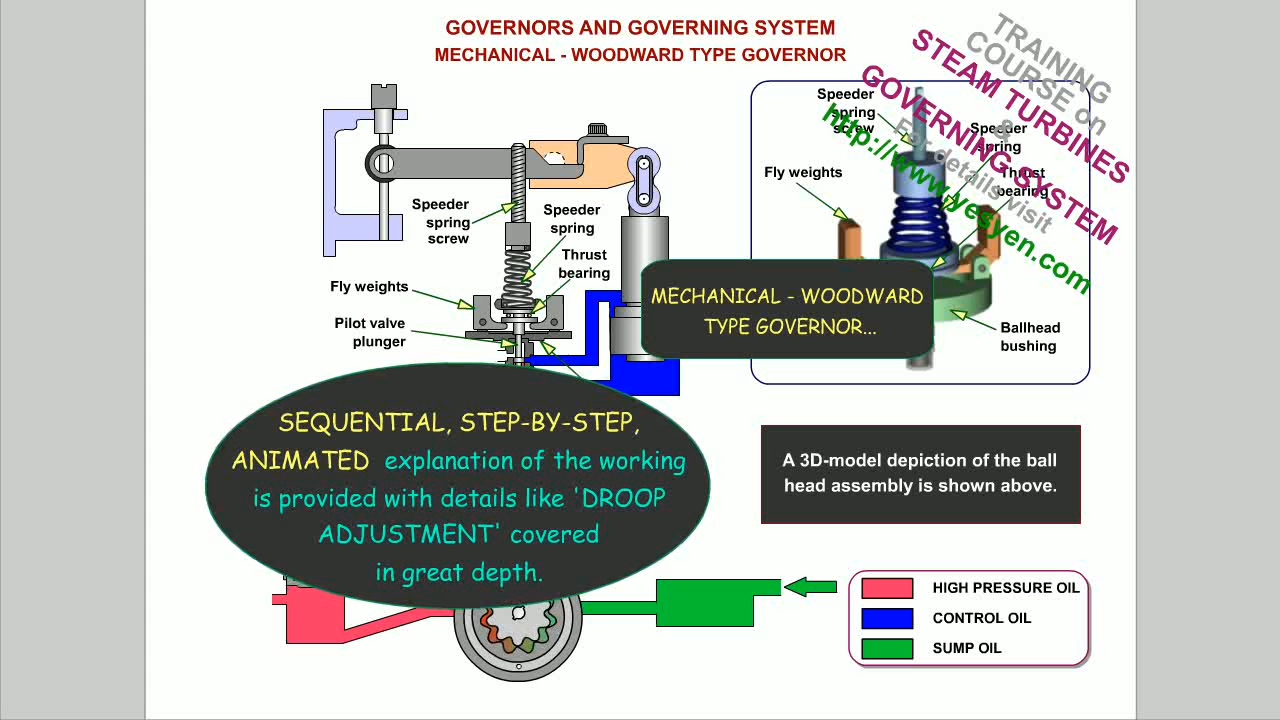 GOVERNORS AND GOVERNING SYSTEM
MECHANICAL - WOODWARD TYPE GOVERNOR
TRAINING
COURSE on
STEAM TURBINES
&
GOVERNING SYSTEM
For details visit
http://www.yesyen.com
Speeder
spring
screw
Speeder
spring
Thrust
bearing
Fly weights
Ballhead
bushing
Speeder
spring
screw
Speeder
spring
Thrust
bearing
Fly weights
Pilot valve
plunger
MECHANICAL - WOODWARD
TYPE GOVERNOR...
SEQUENTIAL, STEP-BY-STEP,
ANIMATED explanation of the working
is provided with details like 'DROOP
ADJUSTMENT' covered
in great depth.
A 3D-model depiction of the ball
head assembly is shown above.
HIGH PRESSURE OIL
CONTROL OIL
SUMP OIL